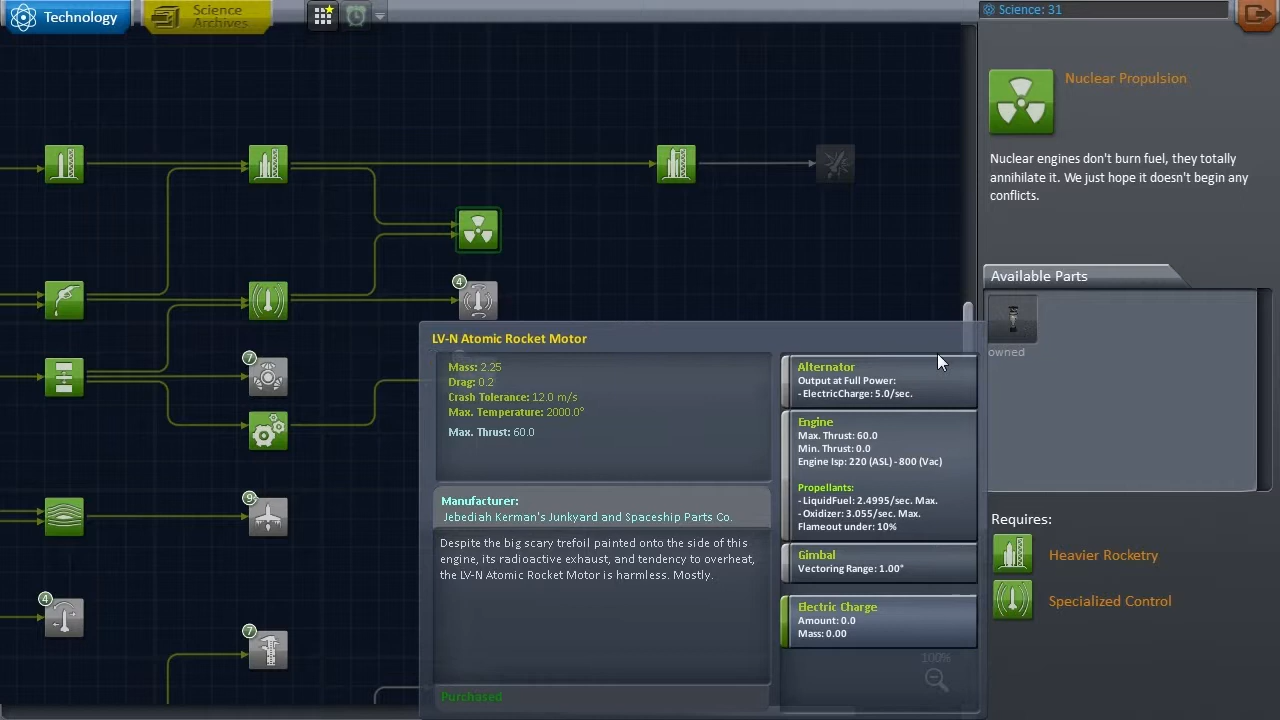 Technology
Science Archives
Science: 31
Nuclear Propulsion
Nuclear engines don't burn fuel, they totally
annihilate it. We just hope it doesn't begin any
conflicts.
Available Parts
owned
Requires:
Heavier Rocketry
Specialized Control
4
7
9
4
7
LV-N Atomic Rocket Motor
Mass: 2.25
Drag: 0.2
Crash Tolerance: 12.0 m/s
Max. Temperature: 2000.0°
Max. Thrust: 60.0
Manufacturer:
Jebediah Kerman's Junkyard and Spaceship Parts Co.
Despite the big scary trefoil painted onto the side of this
engine, its radioactive exhaust, and tendency to overheat,
the LV-N Atomic Rocket Motor is harmless. Mostly.
Purchased
Alternator
Output at Full Power:
- ElectricCharge: 5.0/sec.
Engine
Max. Thrust: 60.0
Min. Thrust: 0.0
Engine Isp: 220 (ASL) - 800 (Vac)
Propellants:
- LiquidFuel: 2.4995/sec. Max.
- Oxidizer: 3.055/sec. Max.
Flameout under: 10%
Gimbal
Vectoring Range: 1.00°
Electric Charge
Amount: 0.0
Mass: 0.00
100%